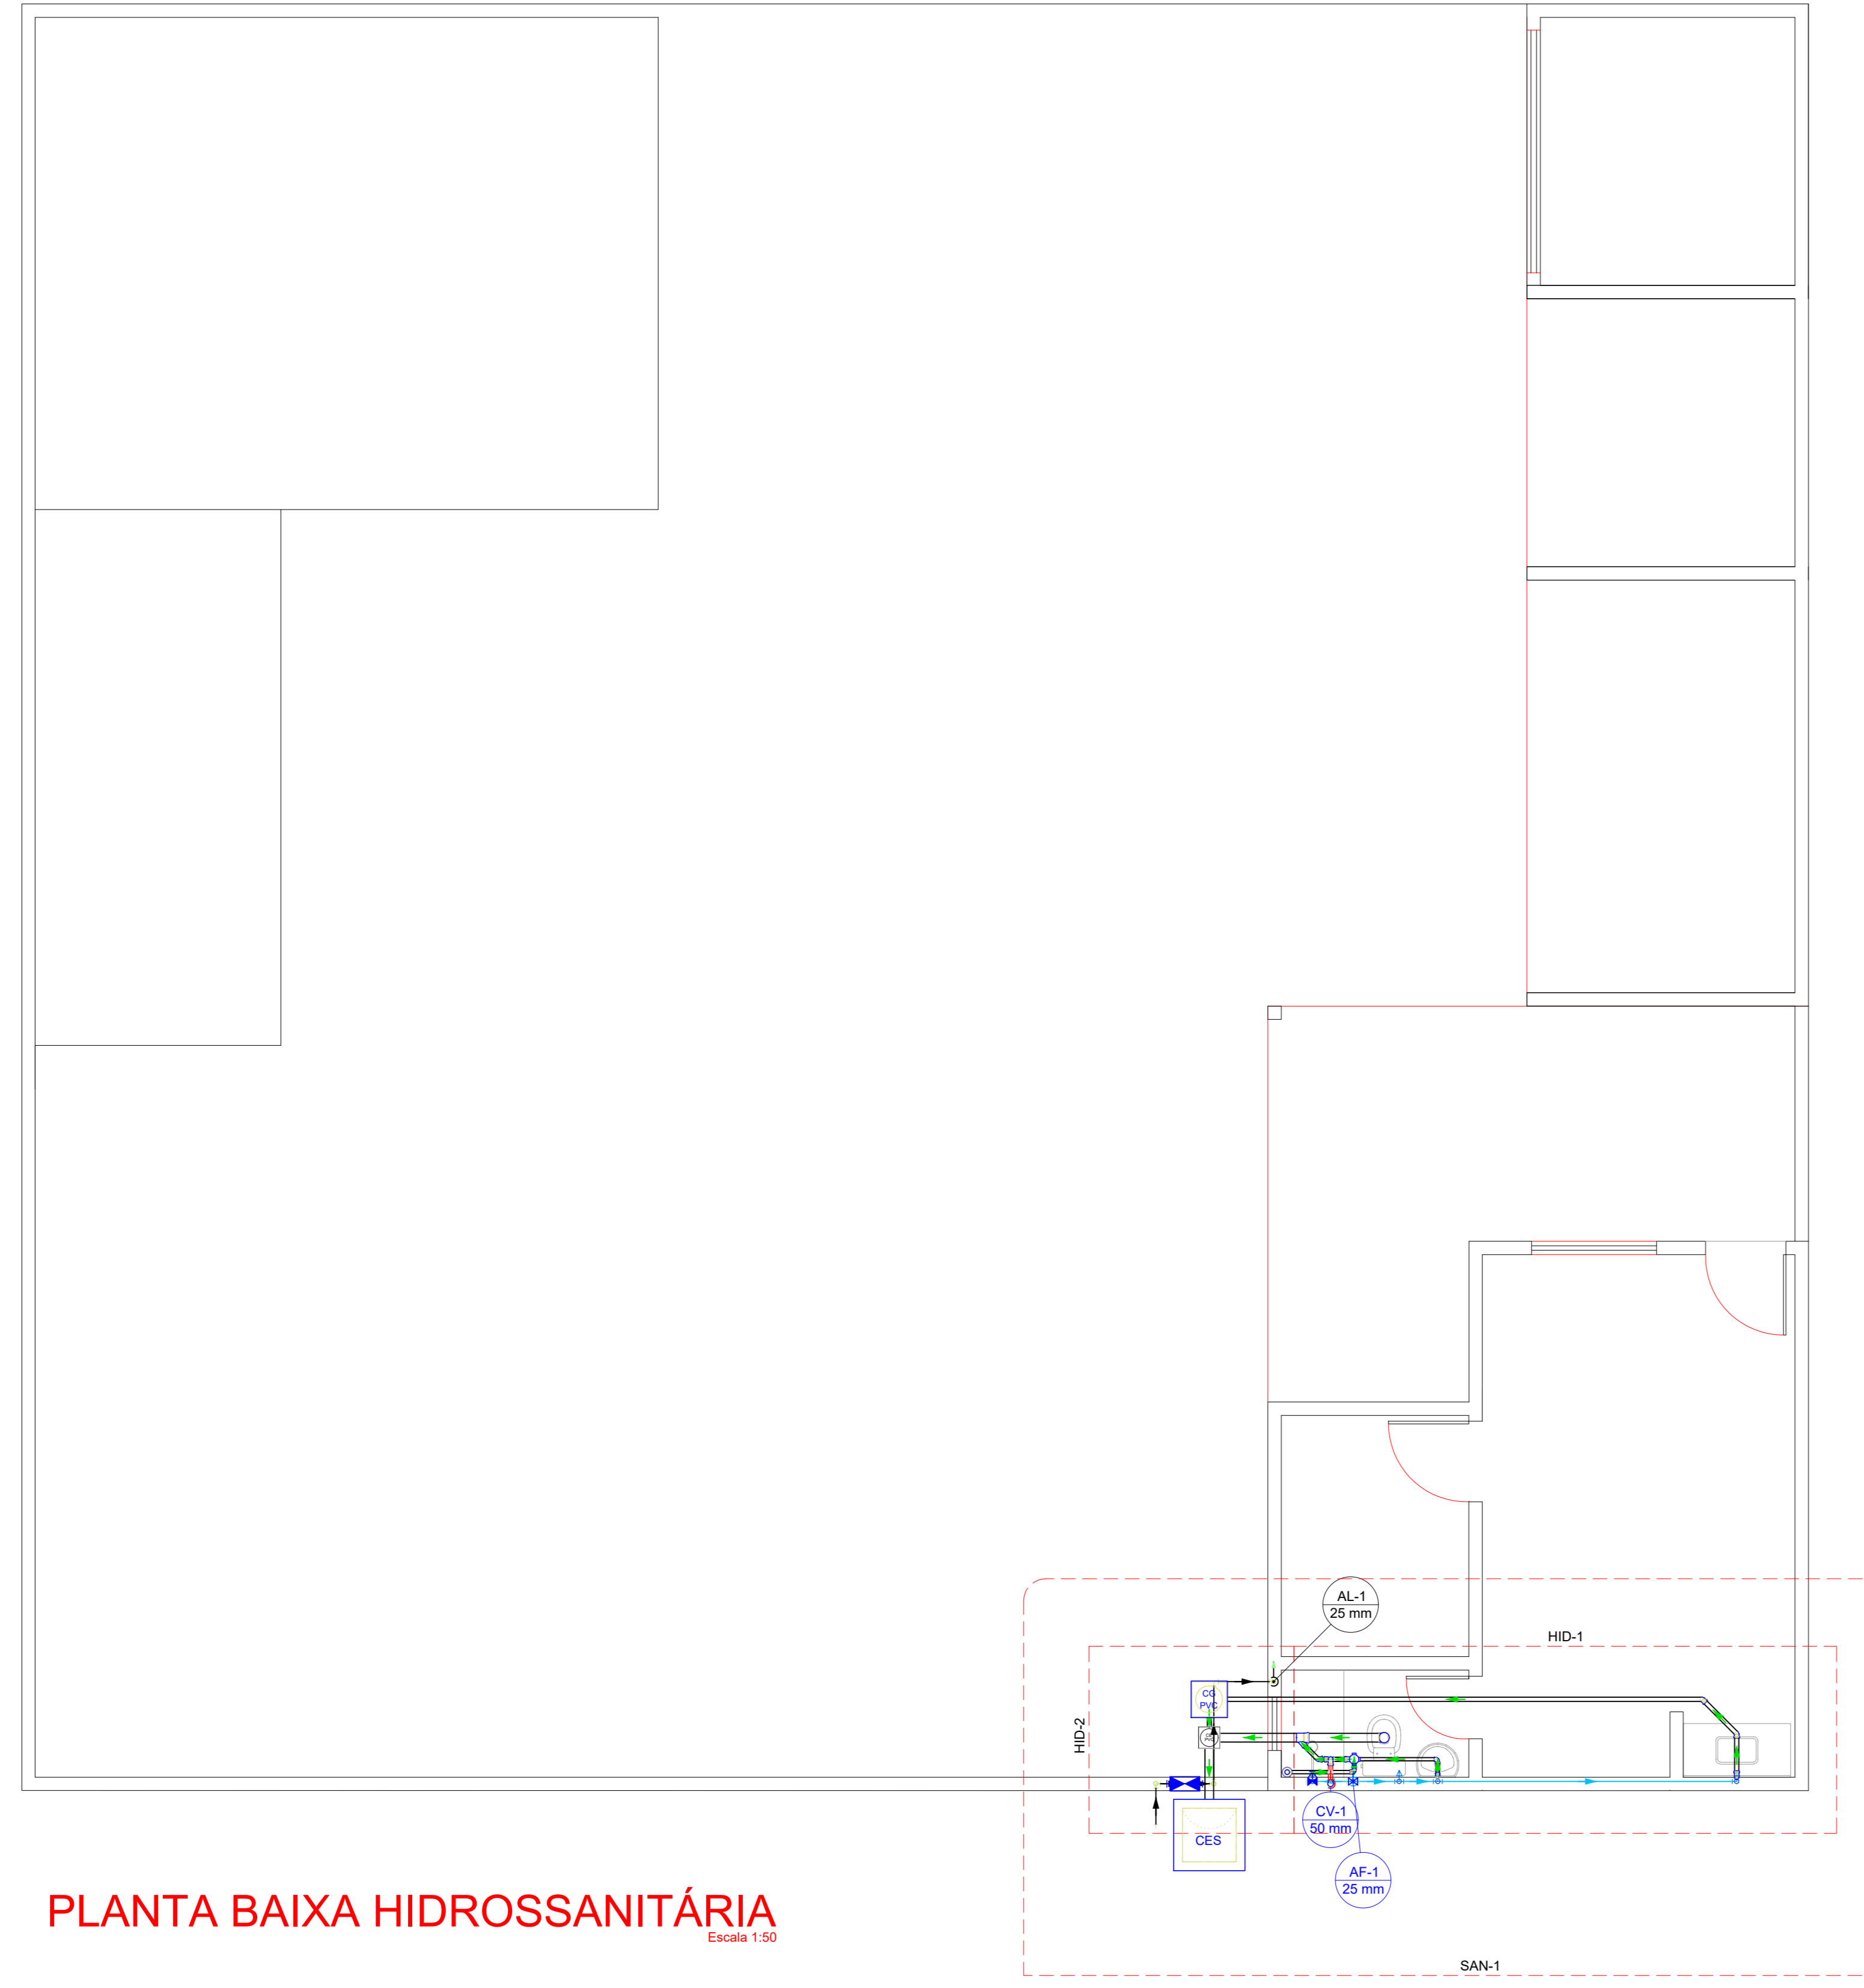 AL-1
25 mm
HID-1
CG
PVC
HID-2
CV-1
50 mm
CES
AF-1
25 mm
PLANTA BAIXA HIDROSSANITÁRIA
Escala 1:50
SAN-1